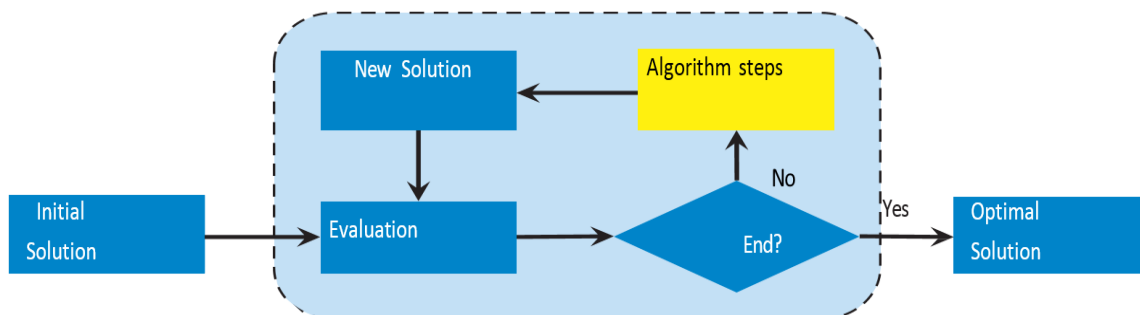 New Solution
Algorithm steps
No
Initial
Solution
Evaluation
End?
Yes
Optimal
Solution